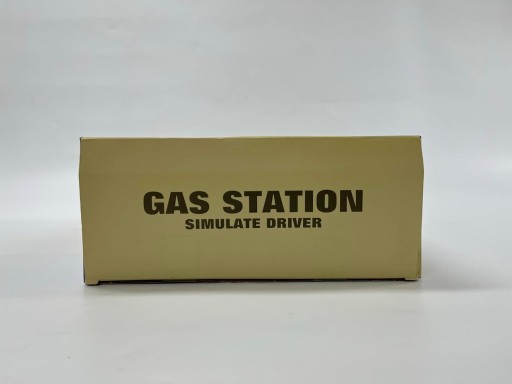 GAS STATION
SIMULATE DRIVER